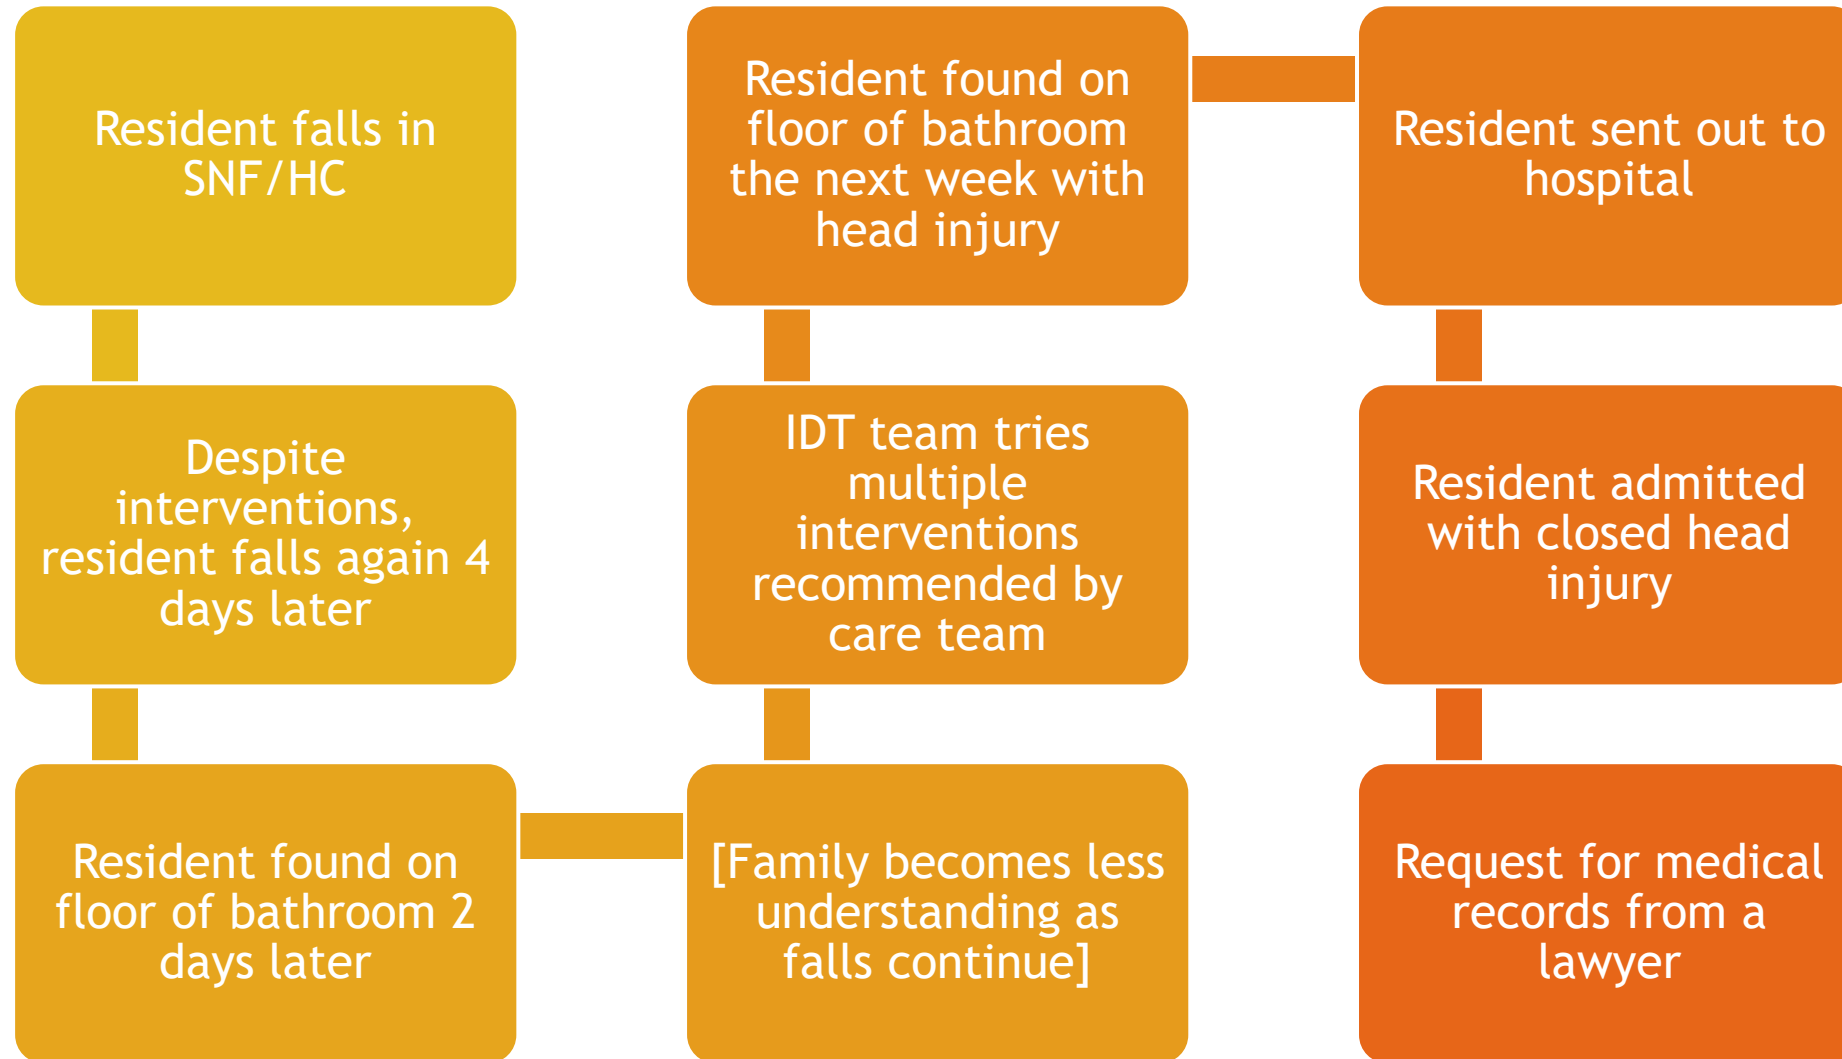 Resident falls in
SNF/HC
Despite
interventions,
resident falls again 4
days later
Resident found on
floor of bathroom 2
days later
[Family becomes less
understanding as
falls continue]
IDT team tries
multiple
interventions
recommended by
care team
Resident found on
floor of bathroom
the next week with
head injury
Resident sent out to
hospital
Resident admitted
with closed head
injury
Request for medical
records from a
lawyer